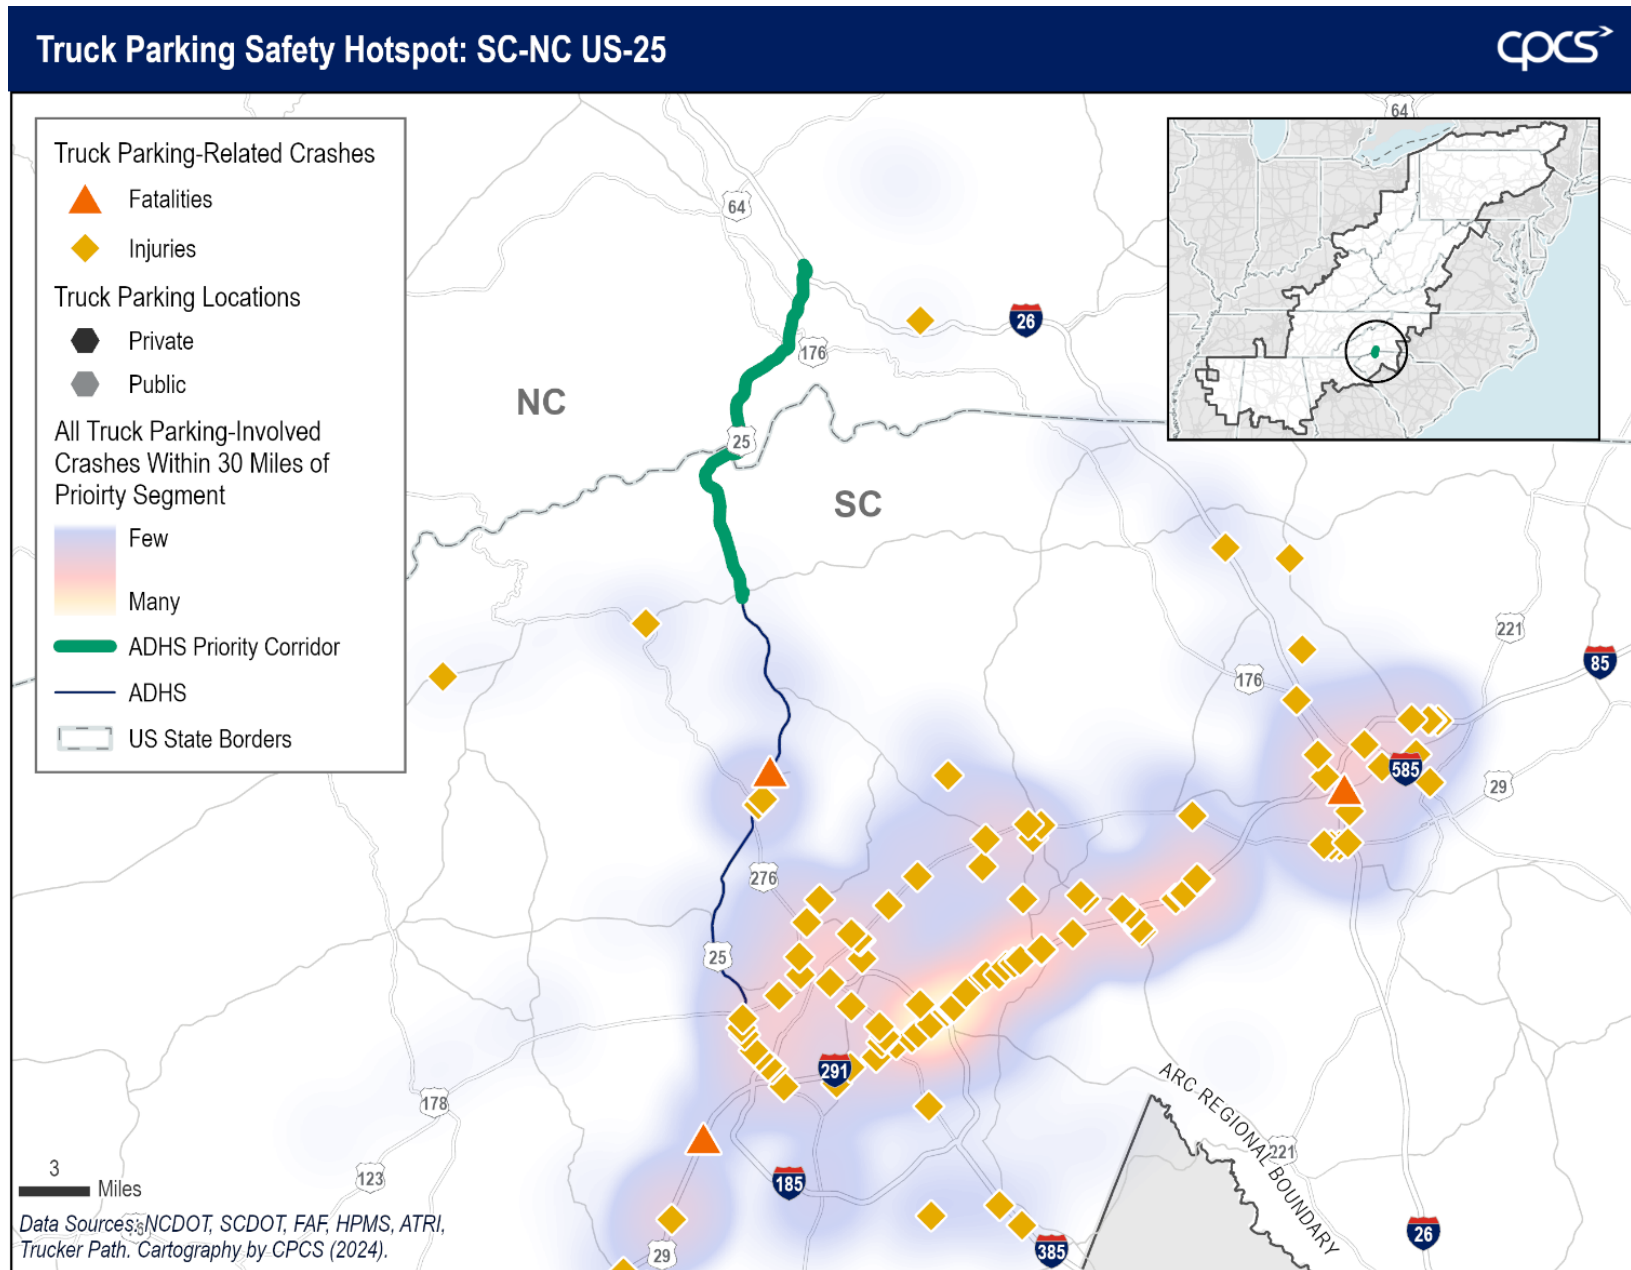 Truck Parking Safety Hotspot: SC-NC US-25
cpcs
Truck Parking-Related Crashes
Fatalities
Injuries
Truck Parking Locations
Private
Public
All Truck Parking-Involved
Crashes Within 30 Miles of
Prioirty Segment
Few
Many
ADHS Priority Corridor
ADHS
US State Borders
64
64
26
176
NC
25
SC
221
85
176
585
29
276
25
291
178
ARC REGIONAL BOUNDARY
221
123
185
3
Miles
26
385
29
Data Sources: NCDOT, SCDOT, FAF, HPMS, ATRI,
Trucker Path. Cartography by CPCS (2024).